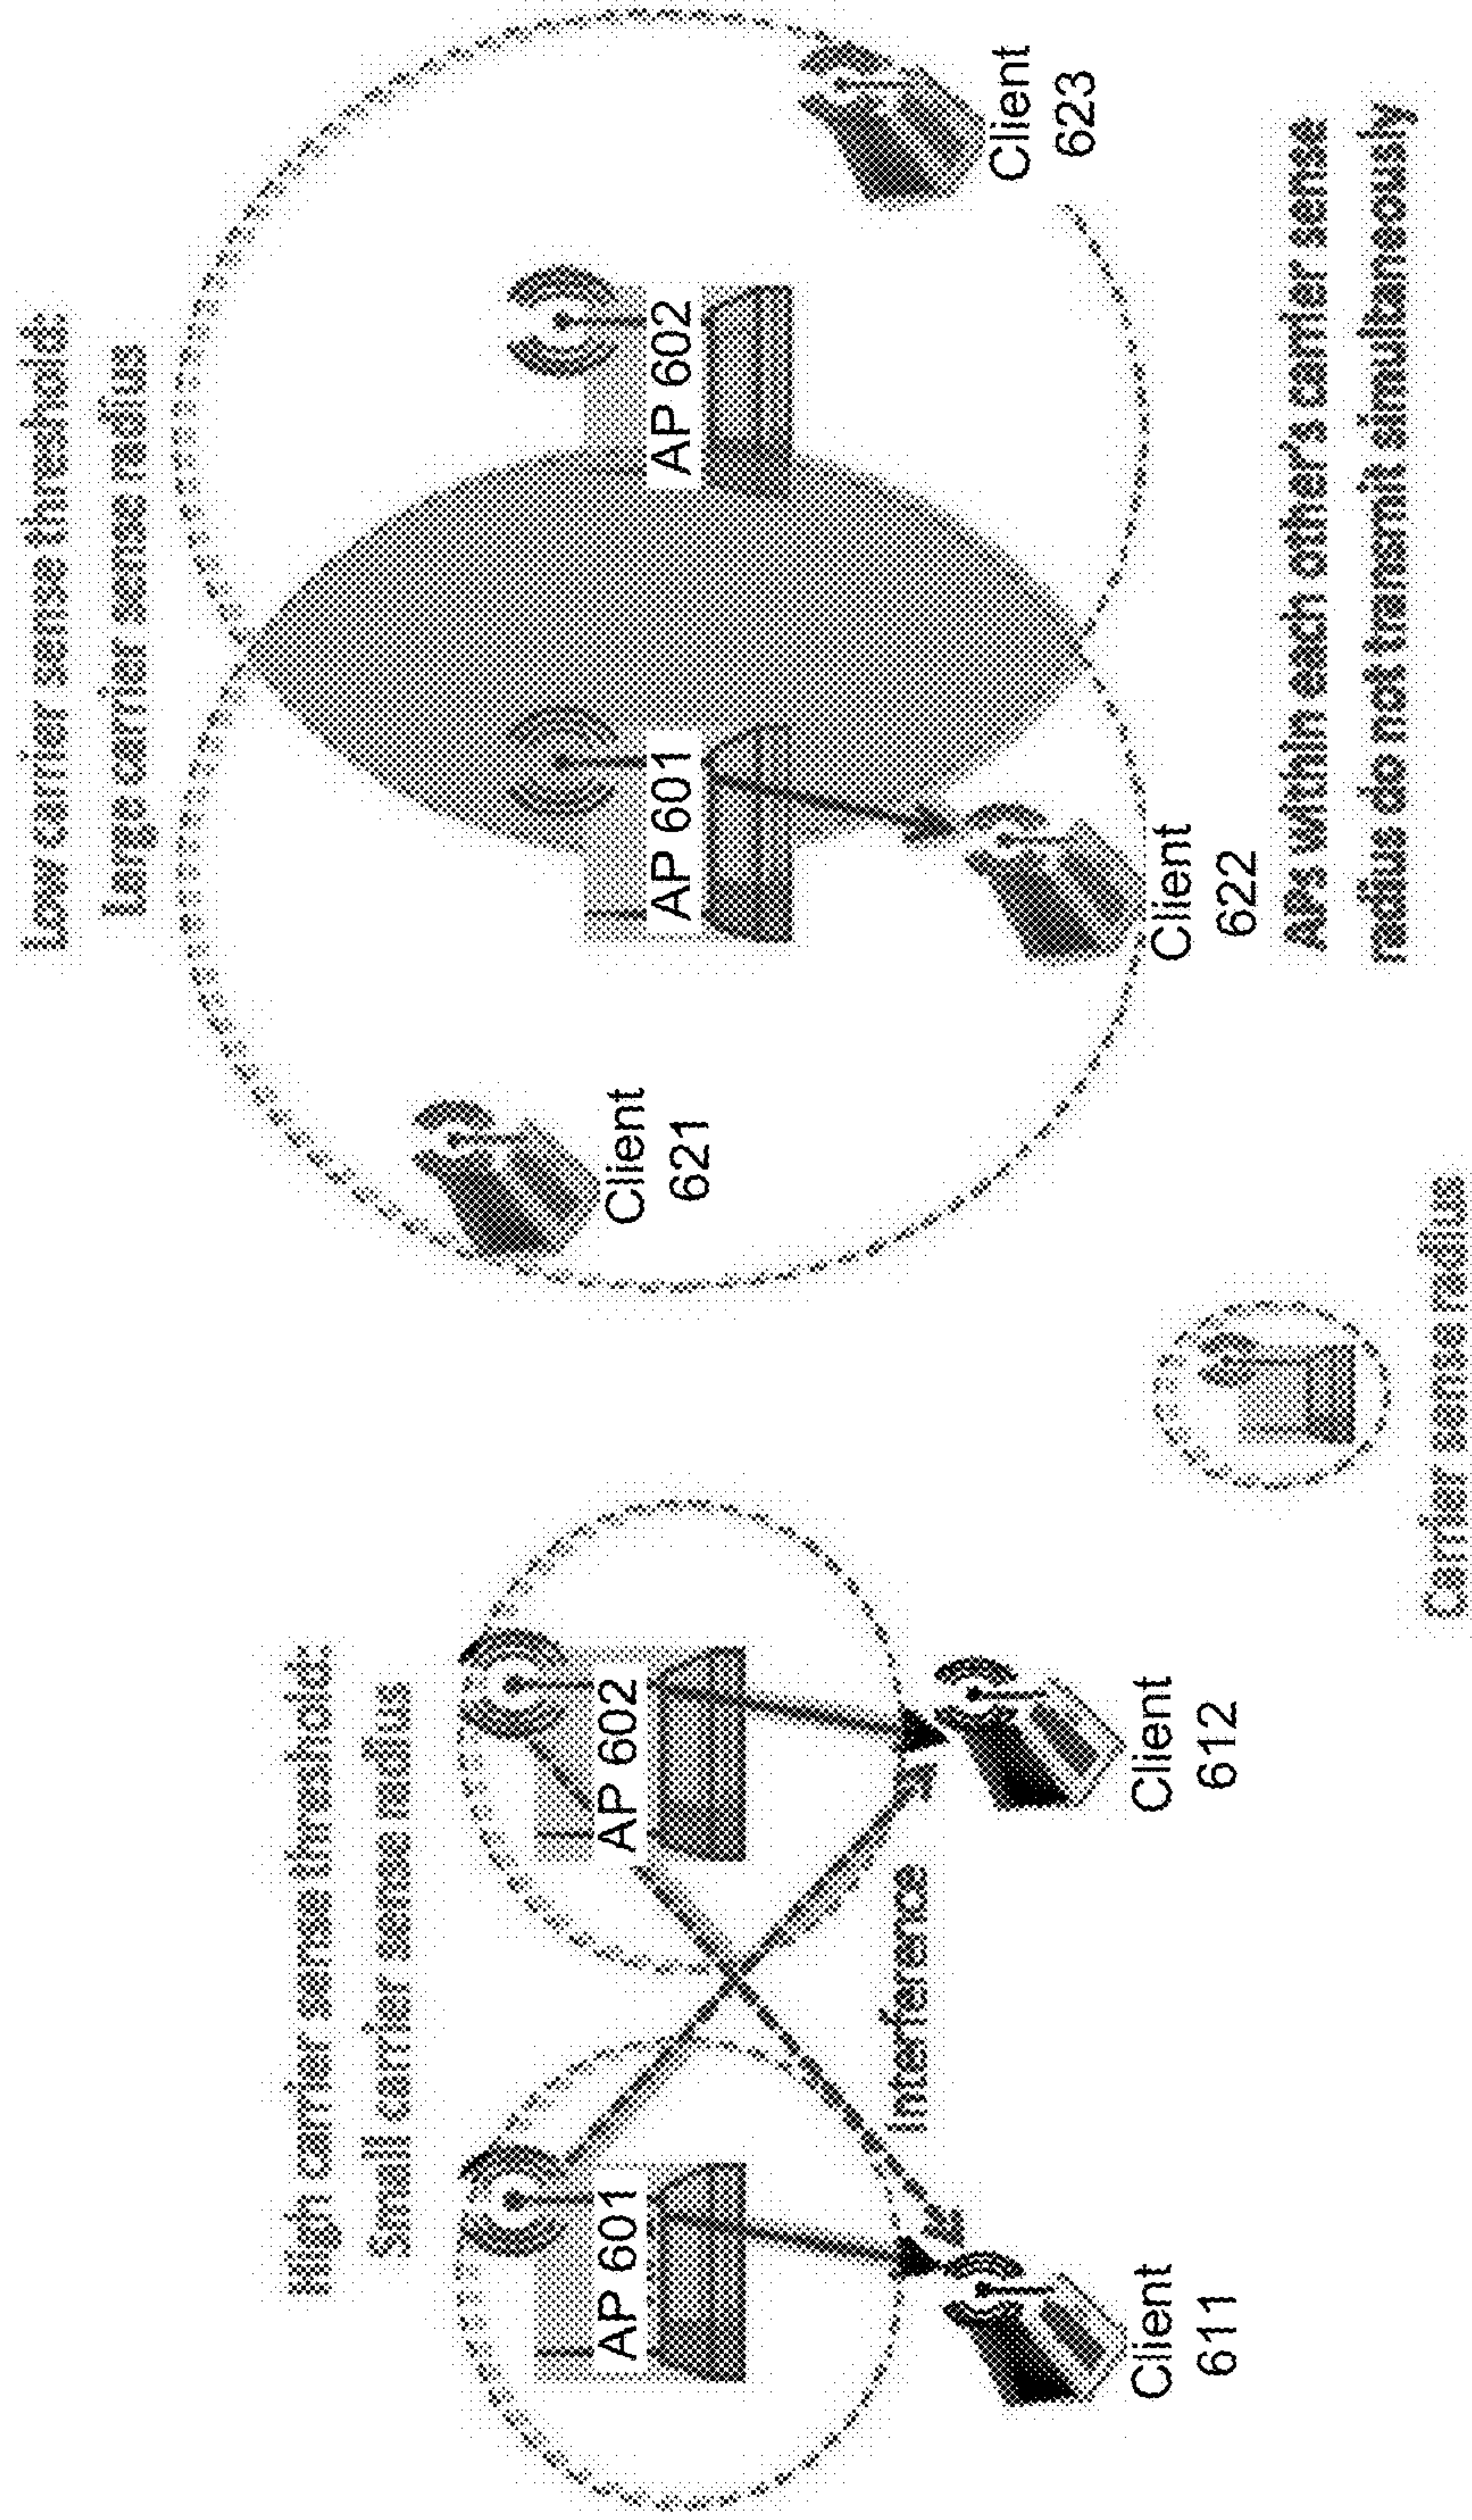 High carrier sense threshold:
Small carrier sense radius
AP 601
AP 602
Interference
Client
611
Client
612
Carrier sense radius
Low carrier sense threshold:
Large carrier sense radius
AP 601
AP 602
Client
621
Client
622
Client
623
APs within each other's carrier sense
radius do not transmit simultaneously